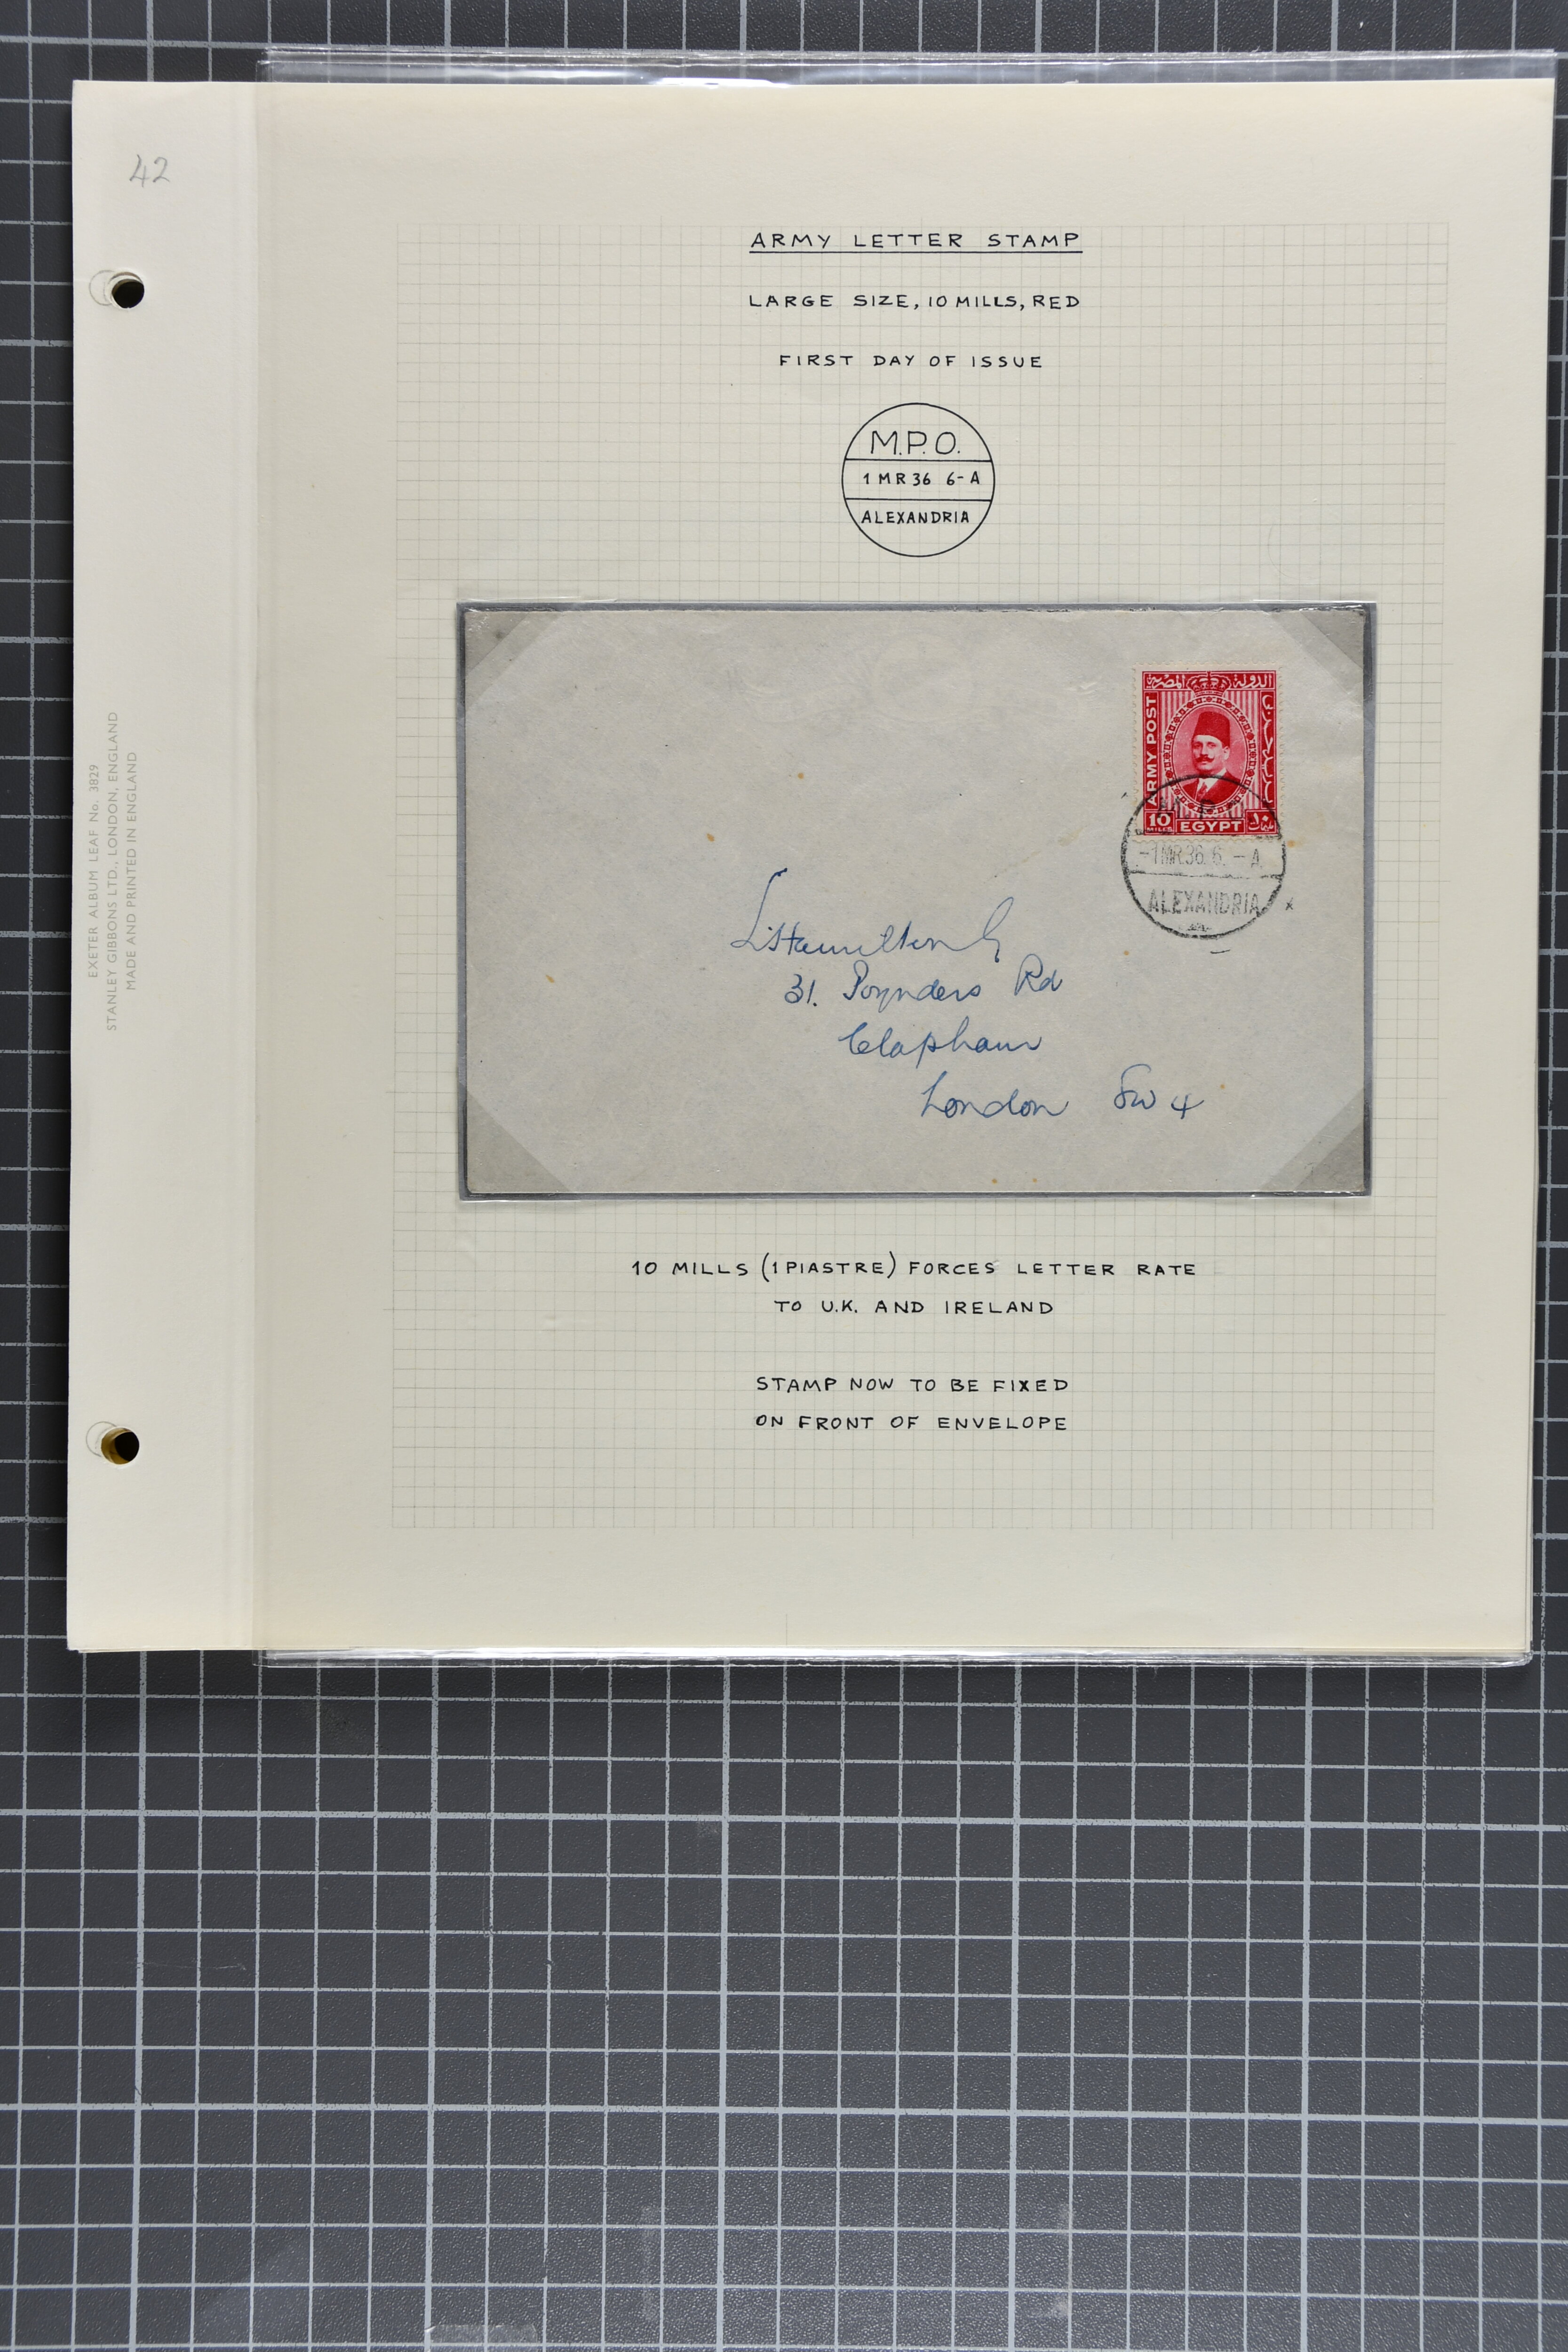 42
ARMY LETTER STAMP
LARGE SIZE, 10 MILLS, RED
FIRST DAY OF ISSUE
M.P.O.
1 MR 36 6-A
ALEXANDRIA
الدولة المصرية
ARMY POST
10
MILLS
EGYPT
-1 MR 36. 6. - A
ALEXANDRIA
31. Poynders Rd
Clapham
London SW 4
10 MILLS (1 PIASTRE) FORCES LETTER RATE
TO U.K. AND IRELAND
STAMP NOW TO BE FIXED
ON FRONT OF ENVELOPE
EXETER ALBUM LEAF No. 3829
STANLEY GIBBONS LTD., LONDON, ENGLAND
MADE AND PRINTED IN ENGLAND